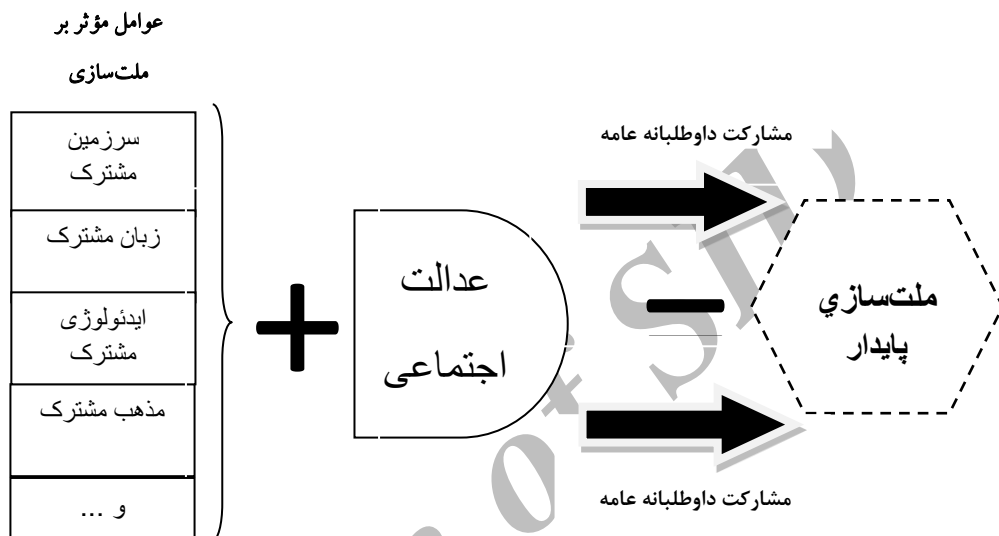 عوامل مؤثر بر
ملت‌سازی
سرزمین
مشترک
زبان مشترک
ایدئولوژی
مشترک
مذهب مشترک
و ...
عدالت
اجتماعی
مشارکت داوطلبانه عامه
مشارکت داوطلبانه عامه
ملت‌سازي
پایدار